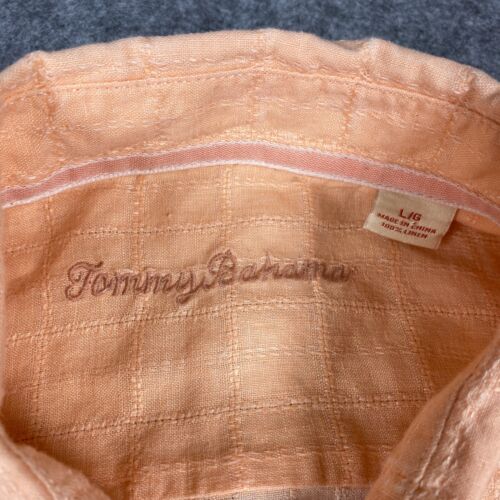 Tommy Bahama
L/G
MADE IN CHINA
100% LINEN